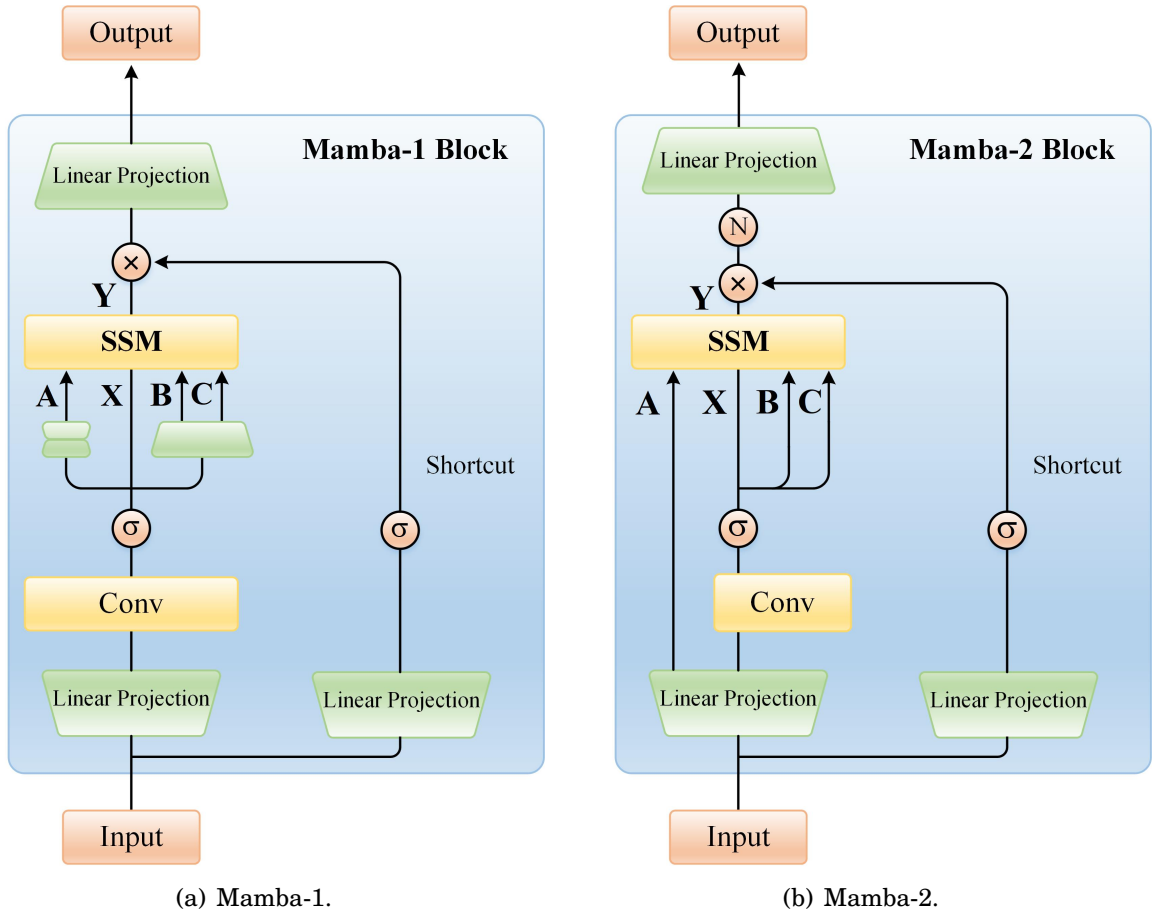 Output
Mamba-1 Block
Linear Projection
×
Y
SSM
A X B C
Shortcut
σ σ
Conv
Linear Projection Linear Projection
Input
(a) Mamba-1.
Output
Mamba-2 Block
Linear Projection
N
×
Y
SSM
A X B C
Shortcut
σ σ
Conv
Linear Projection Linear Projection
Input
(b) Mamba-2.